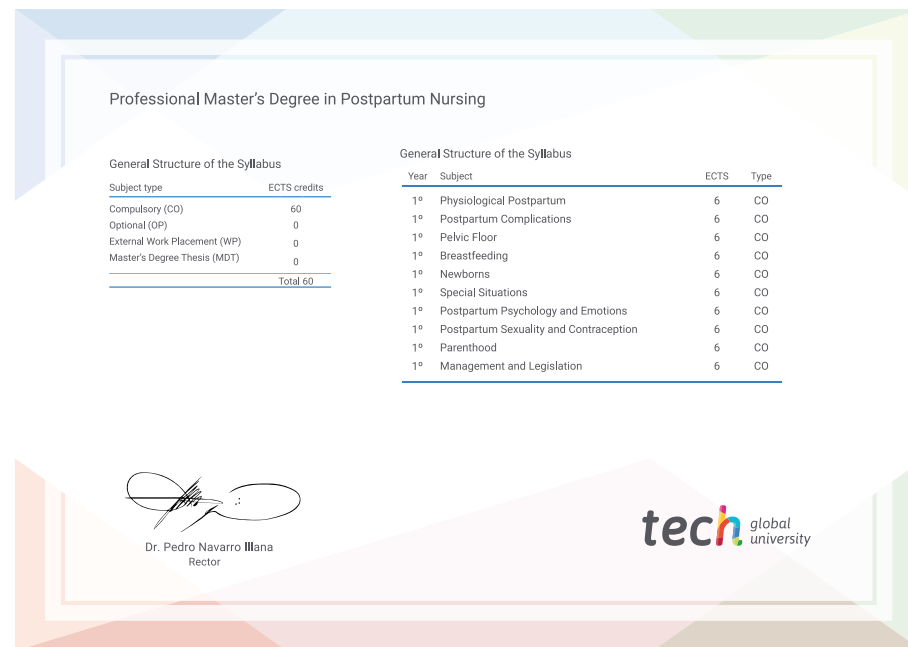 Professional Master's Degree in Postpartum Nursing
General Structure of the Syllabus
Subject type ECTS credits
Compulsory (CO) 60
Optional (OP) 0
External Work Placement (WP) 0
Master's Degree Thesis (MDT) 0
Total 60
General Structure of the Syllabus
Year Subject ECTS Type
1º Physiological Postpartum 6 CO
1º Postpartum Complications 6 CO
1º Pelvic Floor 6 CO
1º Breastfeeding 6 CO
1º Newborns 6 CO
1º Special Situations 6 CO
1º Postpartum Psychology and Emotions 6 CO
1º Postpartum Sexuality and Contraception 6 CO
1º Parenthood 6 CO
1º Management and Legislation 6 CO
Dr. Pedro Navarro Illana
Rector
tech global university